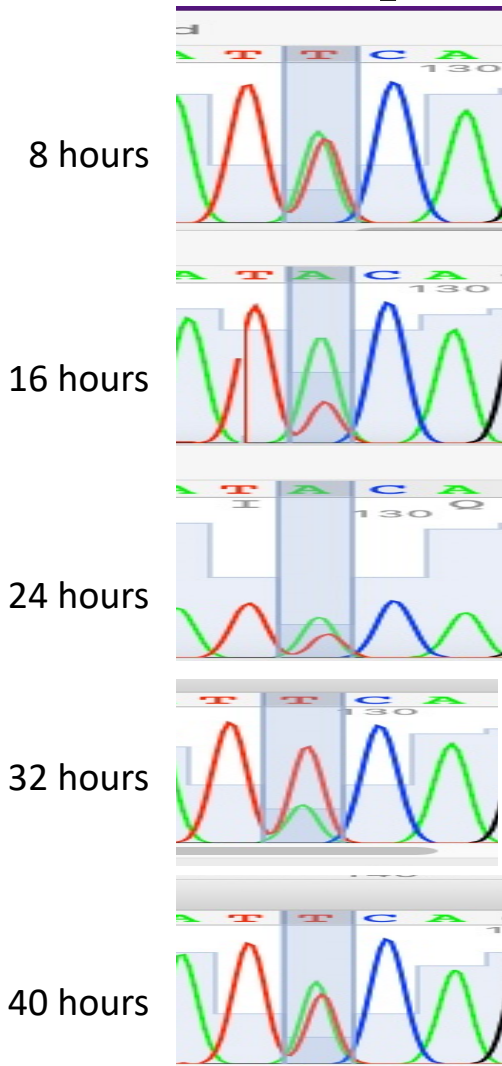 A T T C A
130
8 hours
A T A C A
130
16 hours
A T A C A
I Q
130
24 hours
T T C A
130
32 hours
A T T C A
40 hours